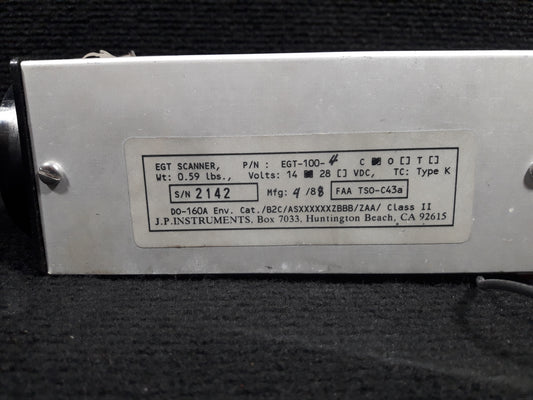 EGT SCANNER, P/N : EGT-100-4 C ■ O [] T []
Wt: 0.59 lbs., Volts: 14 ■ 28 [] VDC, TC: Type K
S/N 2142 Mfg: 9/88 FAA TSO-C43a
DO-160A Env. Cat./B2C/ASXXXXXXZBBB/ZAA/ Class II
J.P.INSTRUMENTS, Box 7033, Huntington Beach, CA 92615